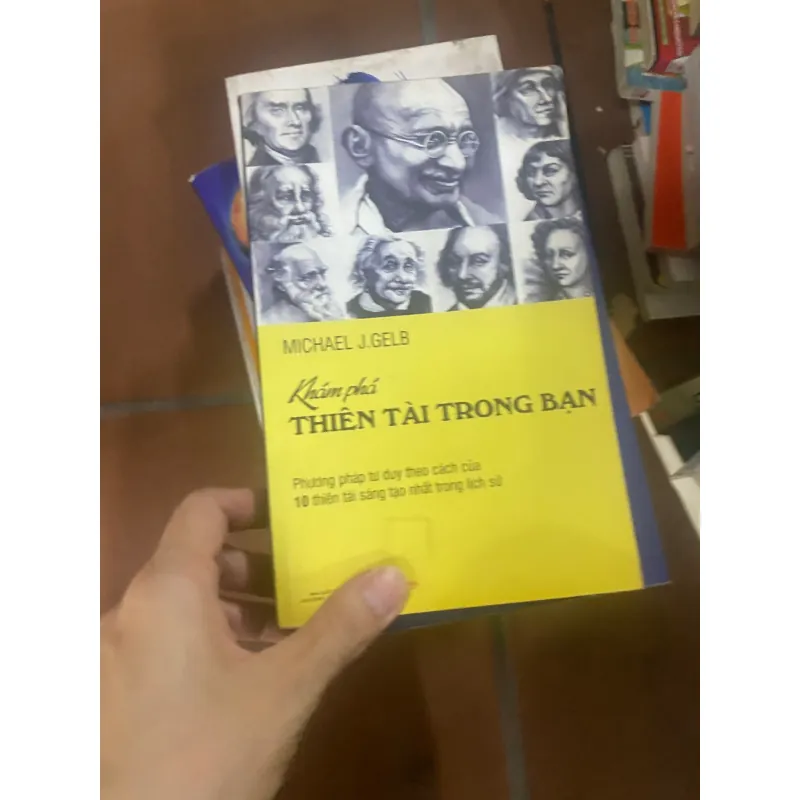 MICHAEL J.GELB
Khám phá
THIÊN TÀI TRONG BẠN
Phương pháp tư duy theo cách của
10 thiên tài sáng tạo nhất trong lịch sử